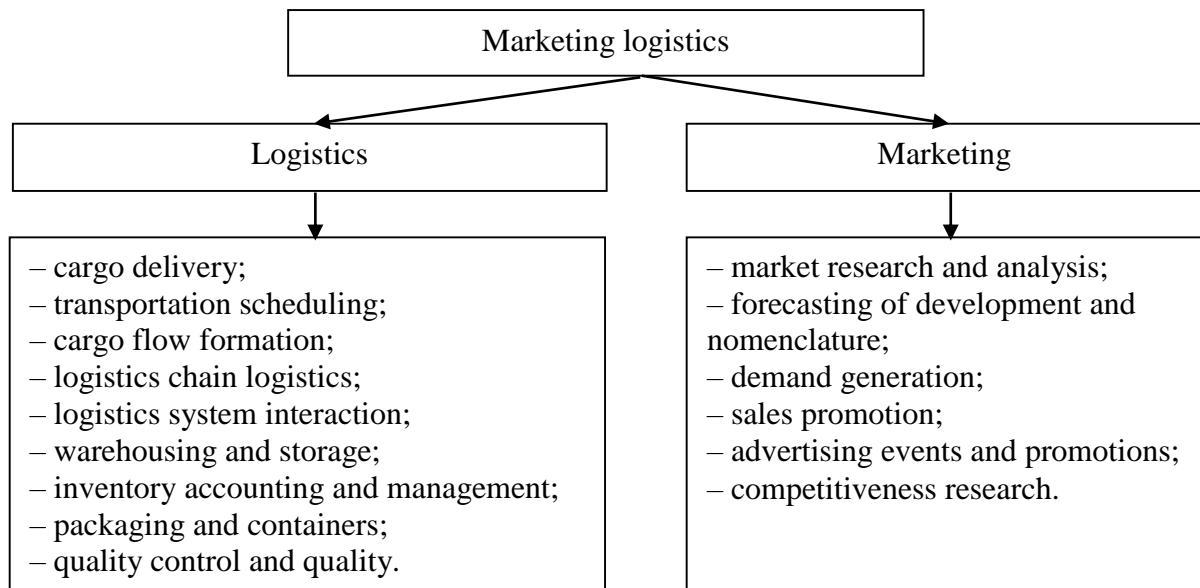 Marketing logistics
Logistics
Marketing
– cargo delivery;
– transportation scheduling;
– cargo flow formation;
– logistics chain logistics;
– logistics system interaction;
– warehousing and storage;
– inventory accounting and management;
– packaging and containers;
– quality control and quality.
– market research and analysis;
– forecasting of development and
nomenclature;
– demand generation;
– sales promotion;
– advertising events and promotions;
– competitiveness research.